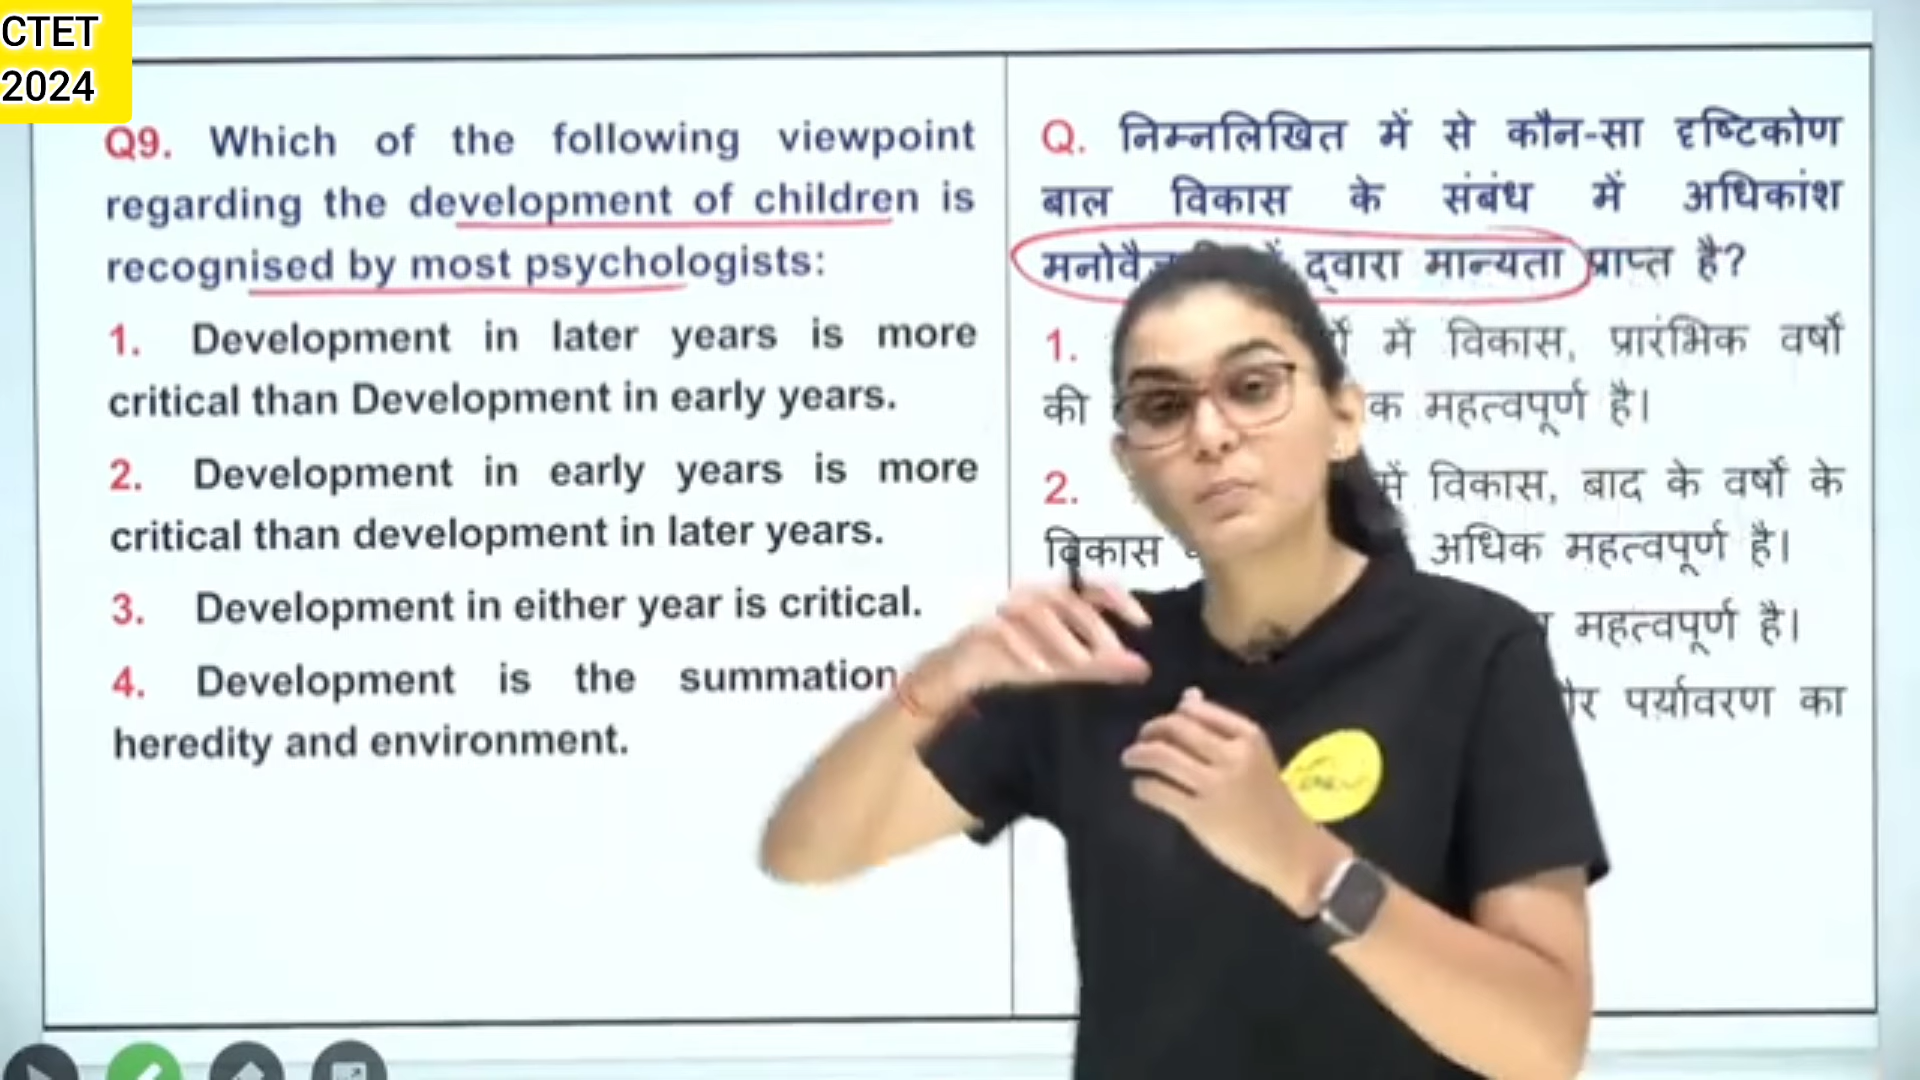 CTET
2024
Q9. Which of the following viewpoint
regarding the development of children is
recognised by most psychologists:
1. Development in later years is more
critical than Development in early years.
2. Development in early years is more
critical than development in later years.
3. Development in either year is critical.
4. Development is the summation
heredity and environment.
Q. निम्नलिखित में से कौन-सा दृष्टिकोण
बाल विकास के संबंध में अधिकांश
द्वारा मान्यता प्राप्त है?
1. में विकास, प्रारंभिक वर्षों
की महत्वपूर्ण है।
2. में विकास, बाद के वर्षों के
विकास अधिक महत्वपूर्ण है।
महत्वपूर्ण है।
पर्यावरण का